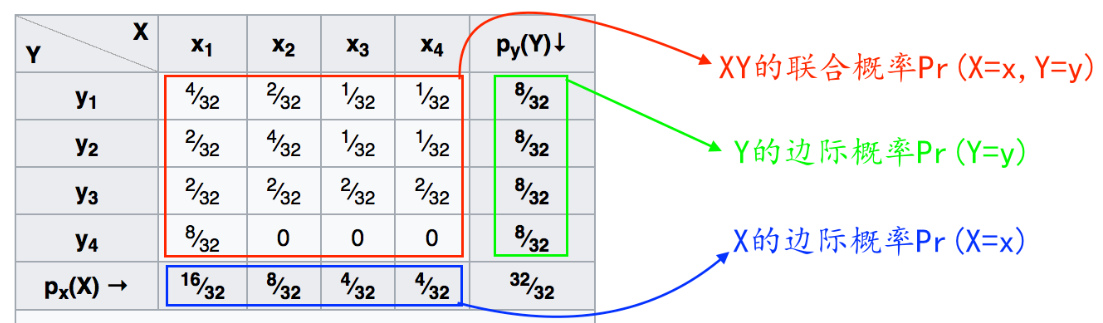 X
Y x₁ x₂ x₃ x₄ pᵧ(Y)↓
y₁ 4/32 2/32 1/32 1/32 8/32
y₂ 2/32 4/32 1/32 1/32 8/32
y₃ 2/32 2/32 2/32 2/32 8/32
y₄ 8/32 0 0 0 8/32
pₓ(X) → 16/32 8/32 4/32 4/32 32/32
XY的联合概率Pr(X=x,Y=y)
Y的边际概率Pr(Y=y)
X的边际概率Pr(X=x)